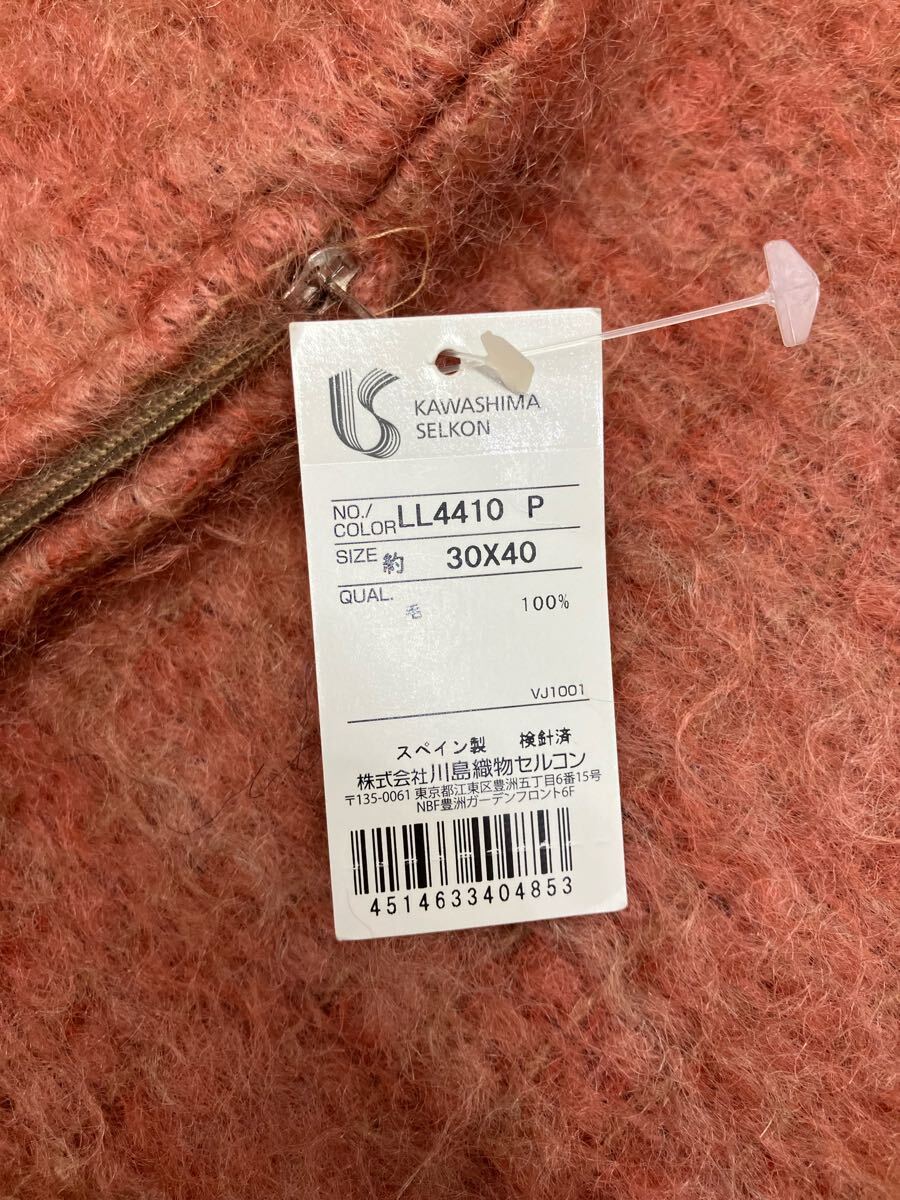 KAWASHIMA
SELKON
NO./
COLOR LL4410 P
SIZE 約 30X40
QUAL.
毛 100%
VJ1001
スペイン製 検針済
株式会社川島織物セルコン
〒135-0061 東京都江東区豊洲五丁目6番15号
NBF豊洲ガーデンフロント6F
4514633404853